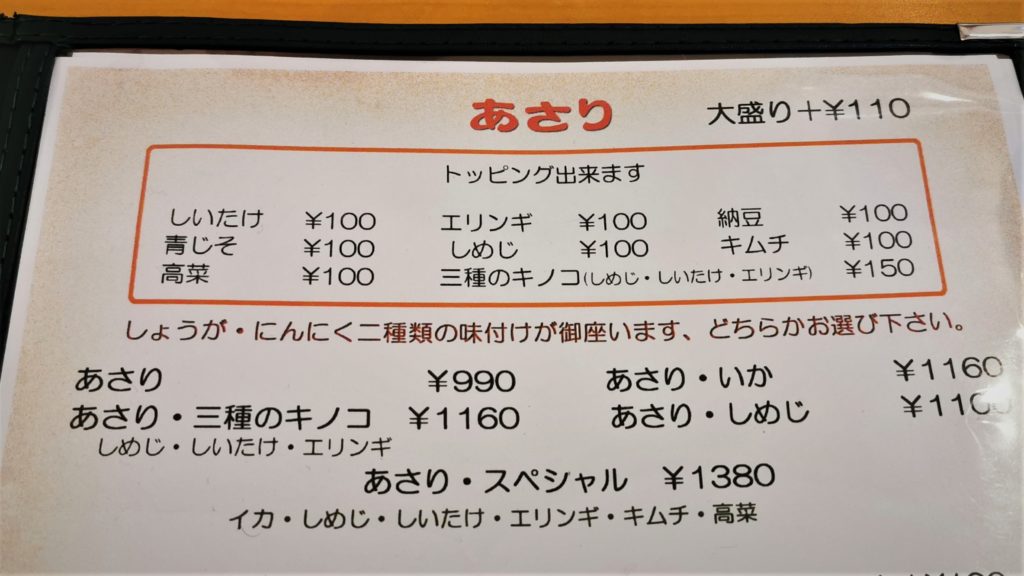 あさり 大盛り+¥110
トッピング出来ます
しいたけ ¥100 エリンギ ¥100 納豆 ¥100
青じそ ¥100 しめじ ¥100 キムチ ¥100
高菜 ¥100 三種のキノコ(しめじ・しいたけ・エリンギ) ¥150
しょうが・にんにく二種類の味付けが御座います、どちらかお選び下さい。
あさり ¥990 あさり・いか ¥1160
あさり・三種のキノコ ¥1160 あさり・しめじ ¥1100
しめじ・しいたけ・エリンギ
あさり・スペシャル ¥1380
イカ・しめじ・しいたけ・エリンギ・キムチ・高菜